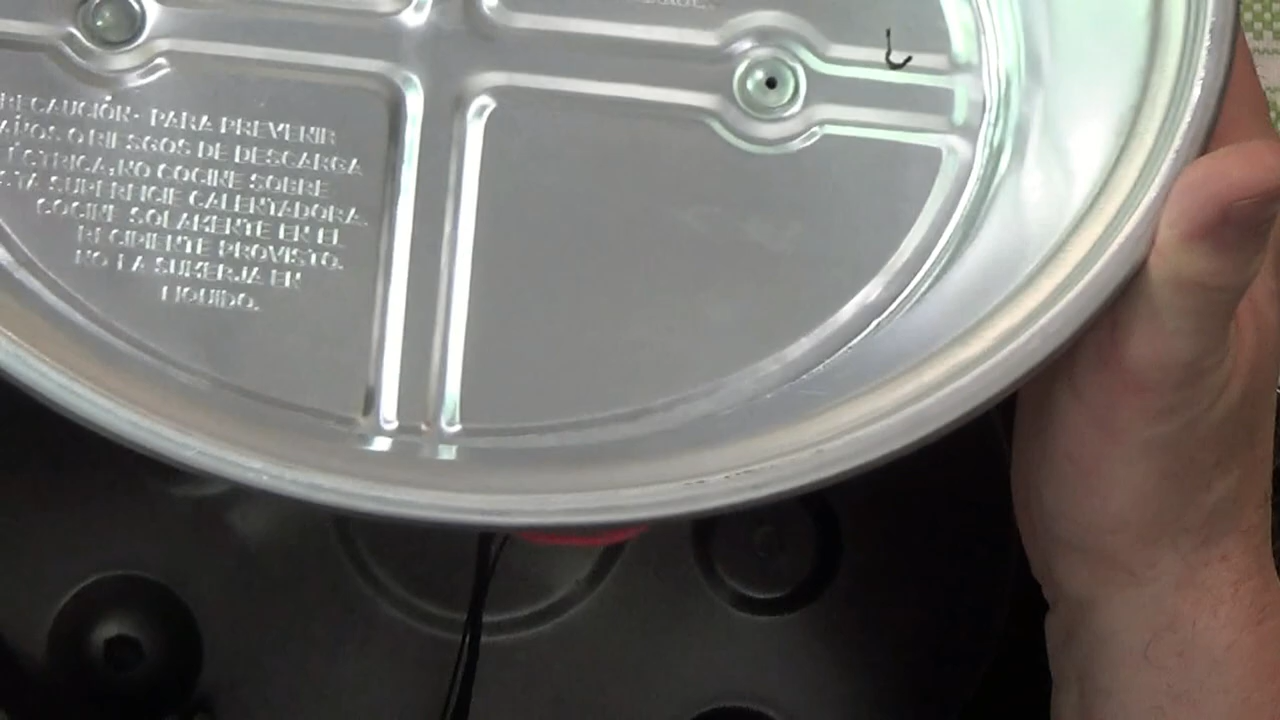 RECAUCIÓN- PARA PREVENIR
AÑOS O RIESGOS DE DESCARGA
ÉCTRICA, NO COCINE SOBRE
TA SUPERFICIE CALENTADORA.
COCINE SOLAMENTE EN EL
RECIPIENTE PROVISTO.
NO LA SUMERJA EN
LIQUIDO.